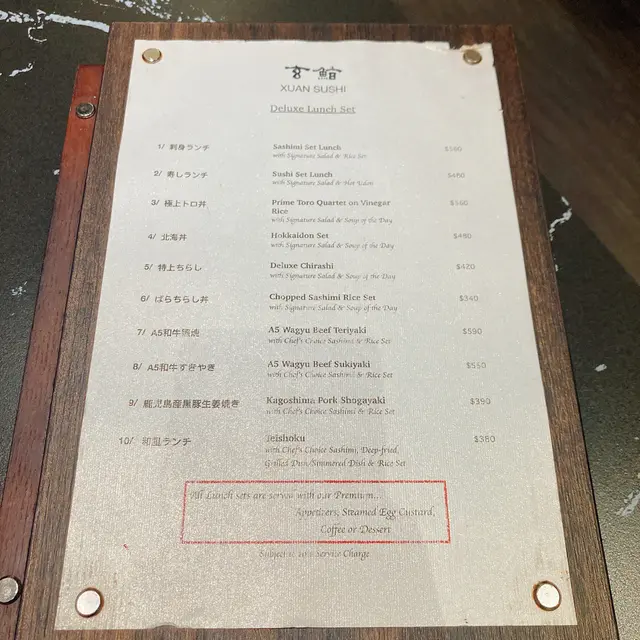 XUAN SUSHI
Deluxe Lunch Set
1/ 刺身ランチ
Sashimi Set Lunch
with Signature Salad & Rice Set
2/ 寿しランチ
Sushi Set Lunch
with Signature Salad & Hot Udon
$480
3/ 極上トロ丼
Prime Toro Quartet on Vinegar
Rice
with Signature Salad & Soup of the Day
4/ 北海丼
Hokkaidon Set
with Signature Salad & Soup of the Day
$480
5/ 特上ちらし
Deluxe Chirashi
with Signature Salad & Soup of the Day
$420
6/ ばらちらし丼
Chopped Sashimi Rice Set
with Signature Salad & Soup of the Day
$340
7/ A5和牛照焼
A5 Wagyu Beef Teriyaki
with Chef's Choice Sashimi & Rice Set
$590
8/ A5和牛すきやき
A5 Wagyu Beef Sukiyaki
with Chef's Choice Sashimi & Rice Set
$550
9/ 鹿児島産黒豚生姜焼き
Kagoshima Pork Shogayaki
with Chef's Choice Sashimi & Rice Set
$390
10/ 和風ランチ
Teishoku
with Chef's Choice Sashimi, Deep-fried,
Grilled Dish/Simmered Dish & Rice Set
$380
All Lunch sets are served with our Premium...
Appetizers, Steamed Egg Custard,
Coffee or Dessert
Subject to 10% Service Charge